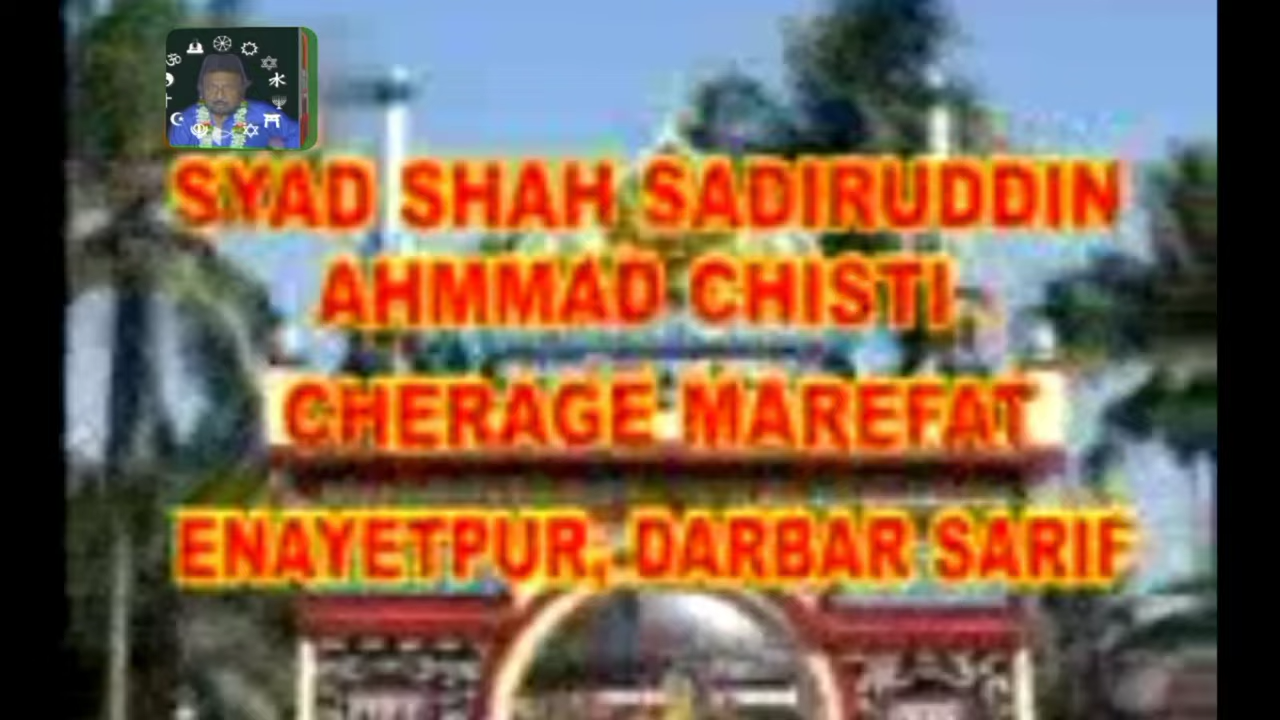 SYAD SHAH SADIRUDDIN
AHMMAD CHISTI
CHERAGE MAREFAT
ENAYETPUR, DARBAR SARIF